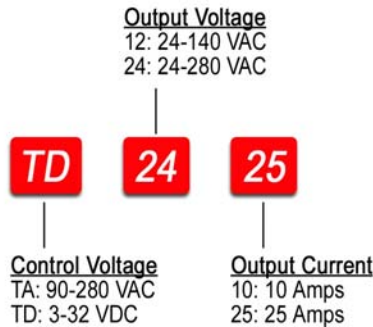 Output Voltage
12: 24-140 VAC
24: 24-280 VAC
TD 24 25
Control Voltage
TA: 90-280 VAC
TD: 3-32 VDC
Output Current
10: 10 Amps
25: 25 Amps